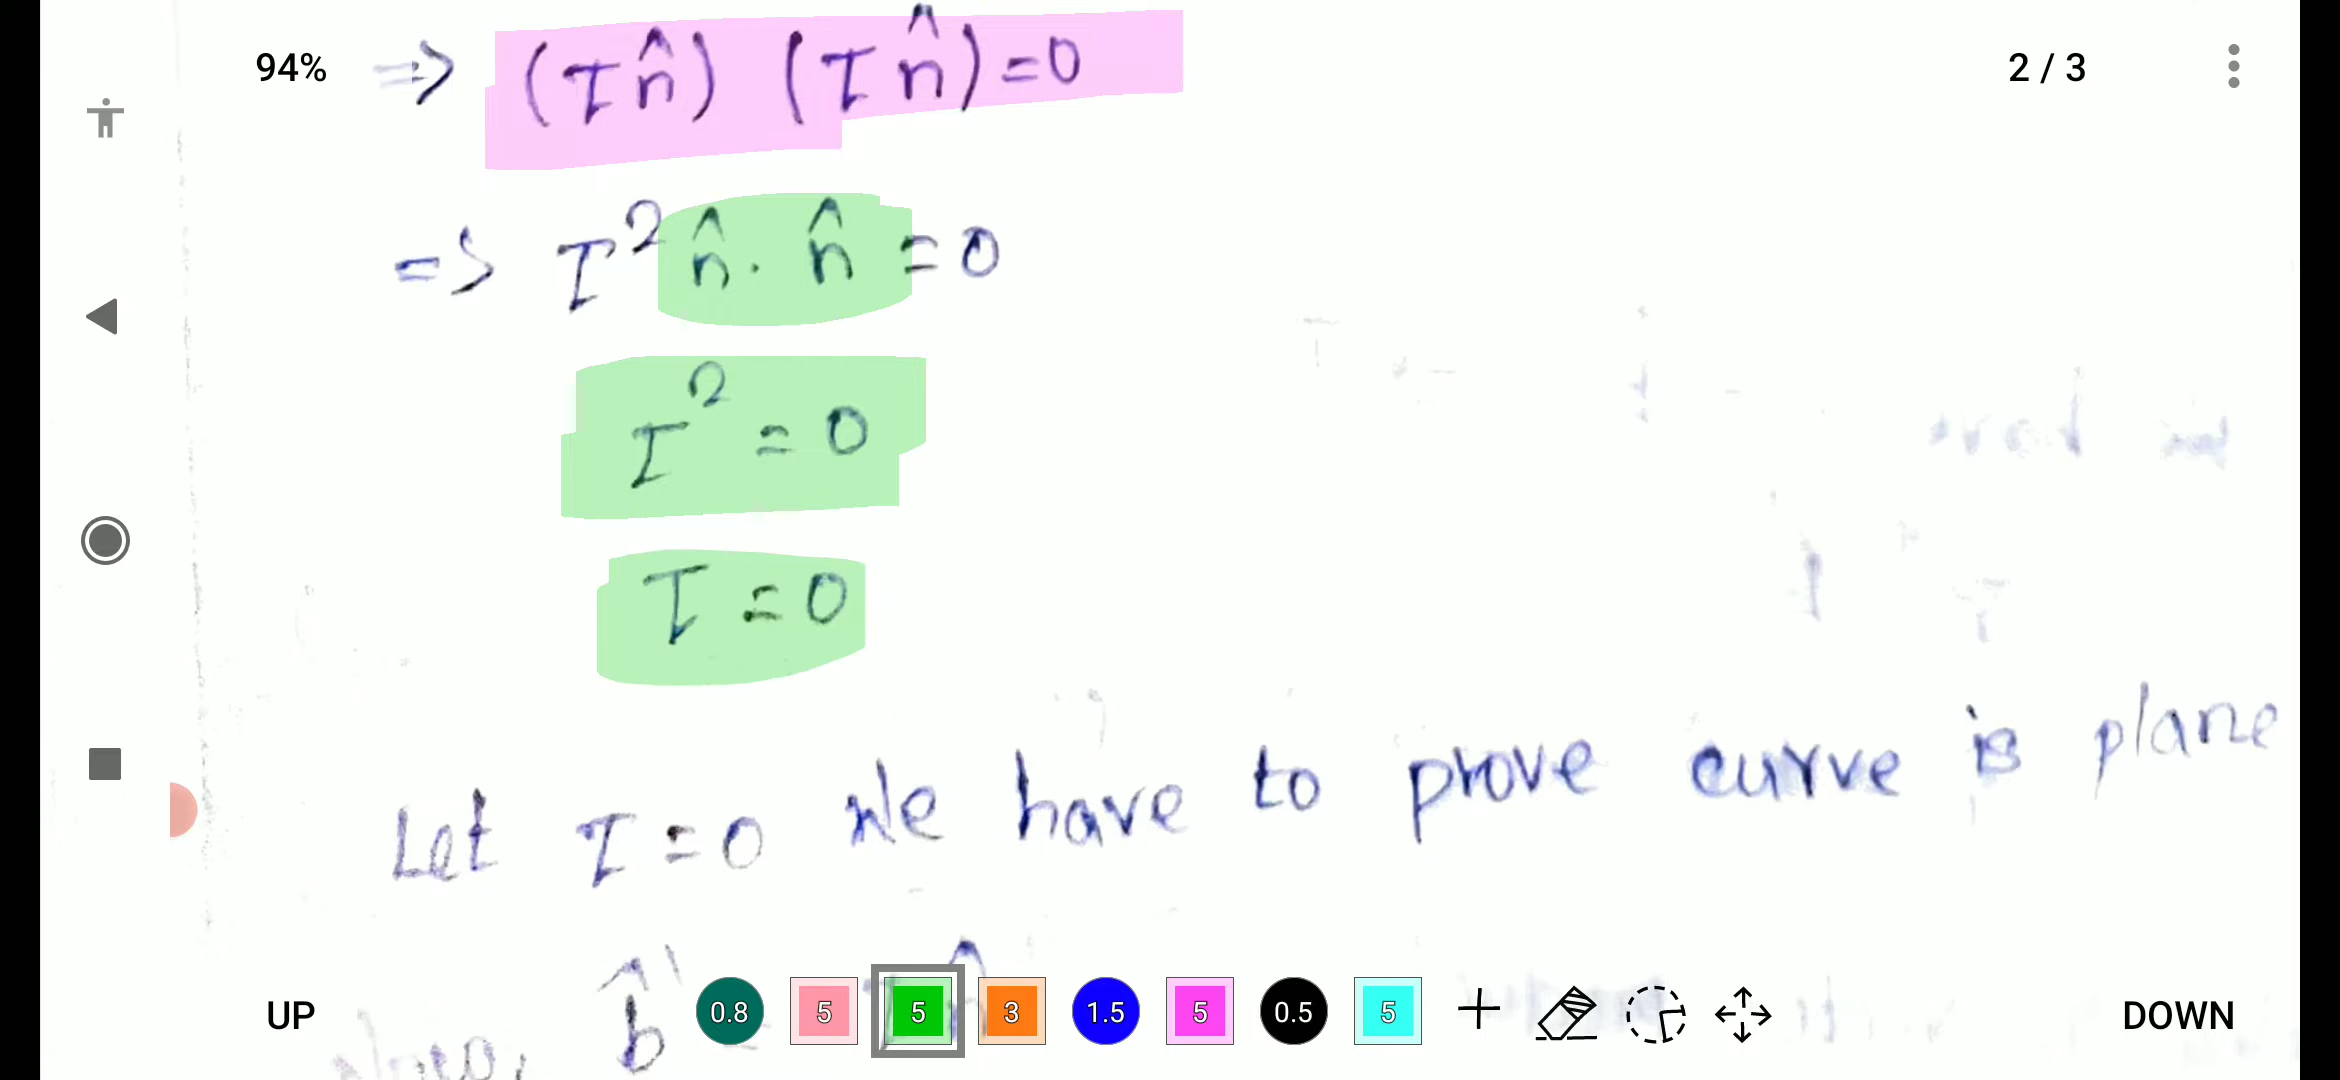 94% => (τ n̂) (τ n̂) = 0 2 / 3
=> τ² n̂ . n̂ = 0
τ² = 0
τ = 0
Let τ = 0 We have to prove curve is plane
UP b̂' 0.8 5 5 3 1.5 5 0.5 5 DOWN